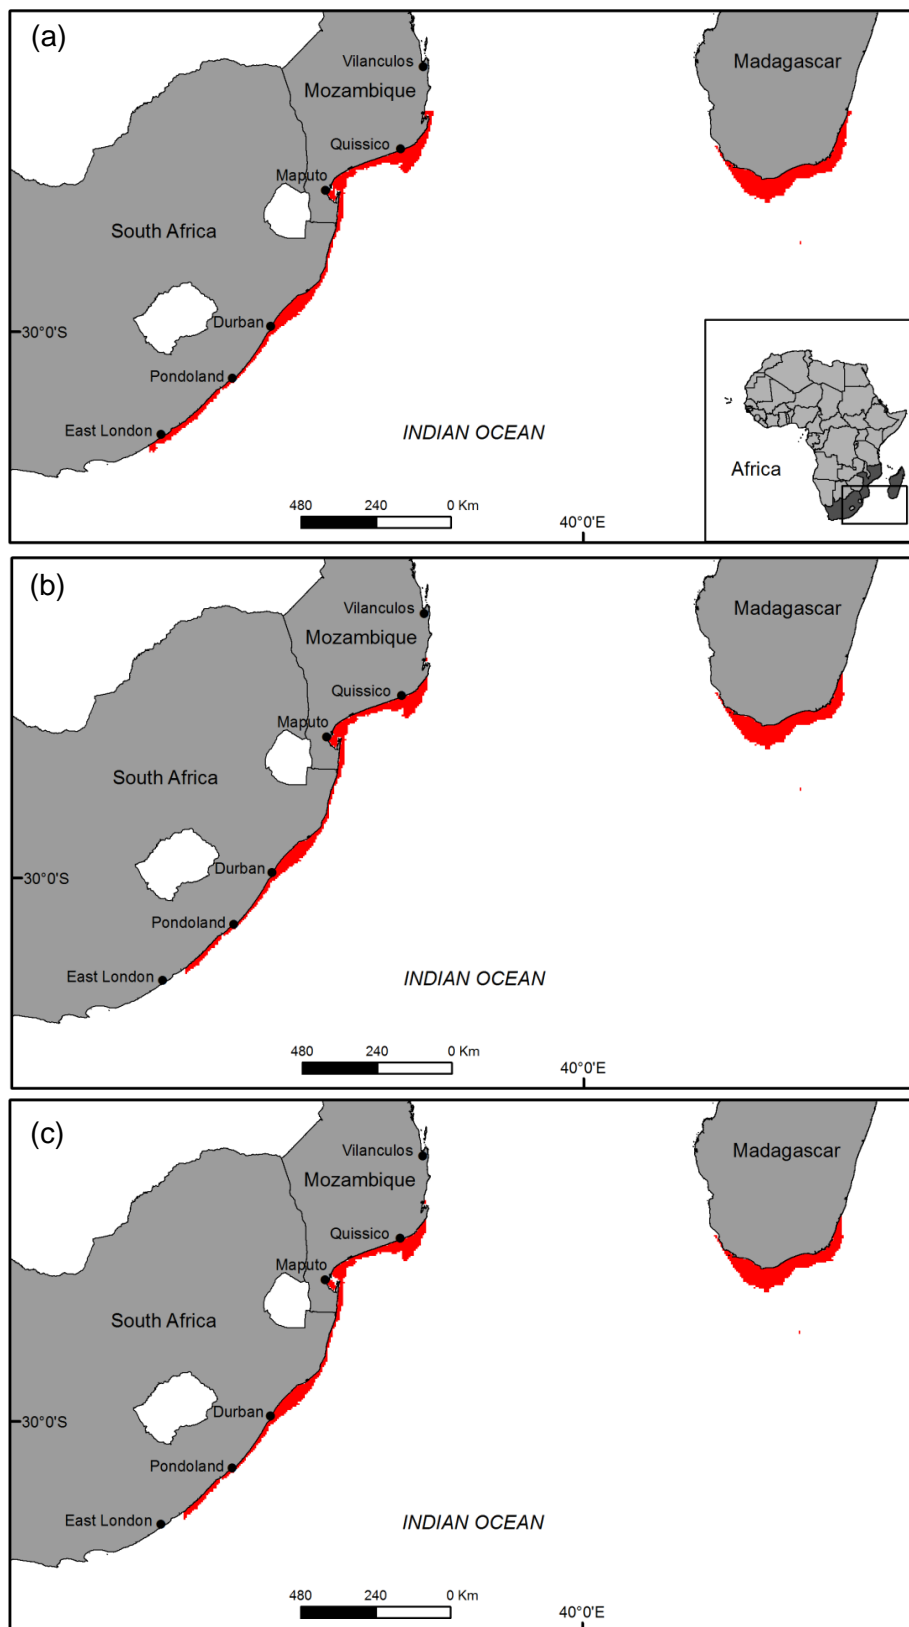 (a)
Vilanculos
Mozambique
Madagascar
Quissico
Maputo
South Africa
30°0'S
Durban
Pondoland
East London
INDIAN OCEAN
Africa
480 240 0 Km
40°0'E
(b)
Vilanculos
Mozambique
Madagascar
Quissico
Maputo
South Africa
30°0'S
Durban
Pondoland
East London
INDIAN OCEAN
480 240 0 Km
40°0'E
(c)
Vilanculos
Mozambique
Madagascar
Quissico
Maputo
South Africa
30°0'S
Durban
Pondoland
East London
INDIAN OCEAN
480 240 0 Km
40°0'E